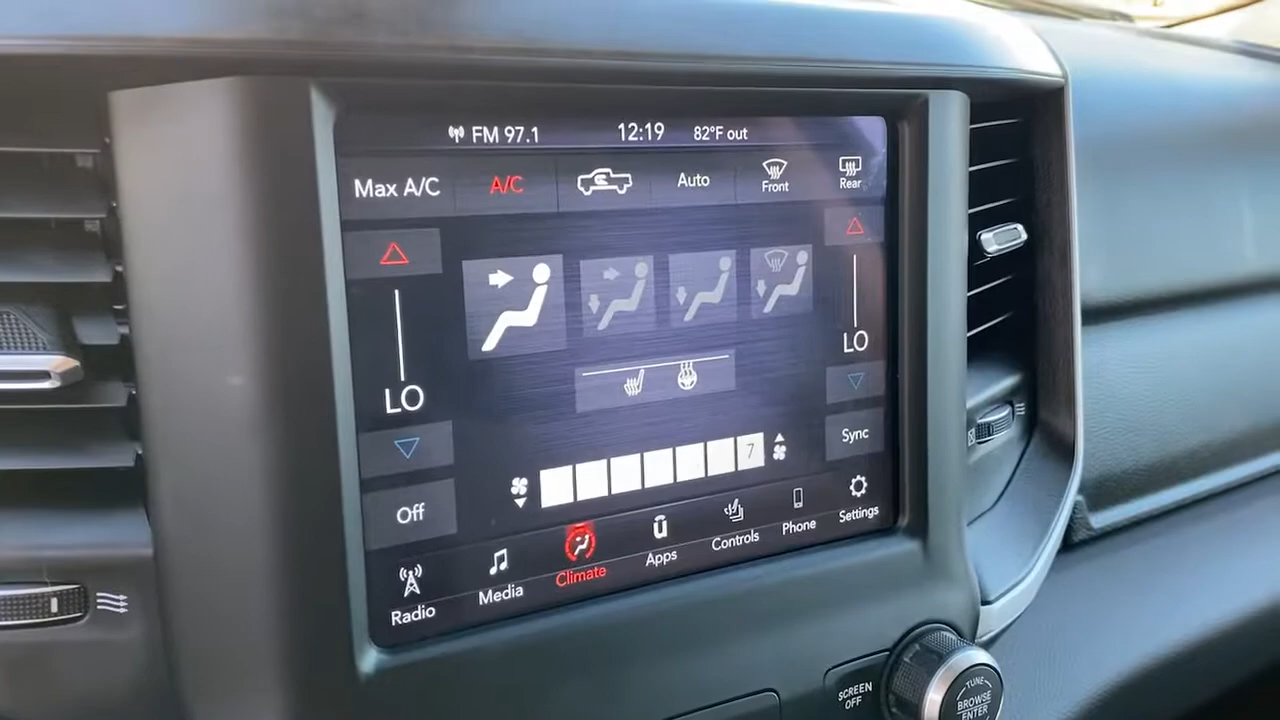 FM 97.1 12:19 82°F out
Max A/C A/C Auto Front Rear
LO LO
7
Sync
Off
Radio Media Climate Apps Controls Phone Settings
SCREEN
OFF
TUNE
BROWSE
ENTER